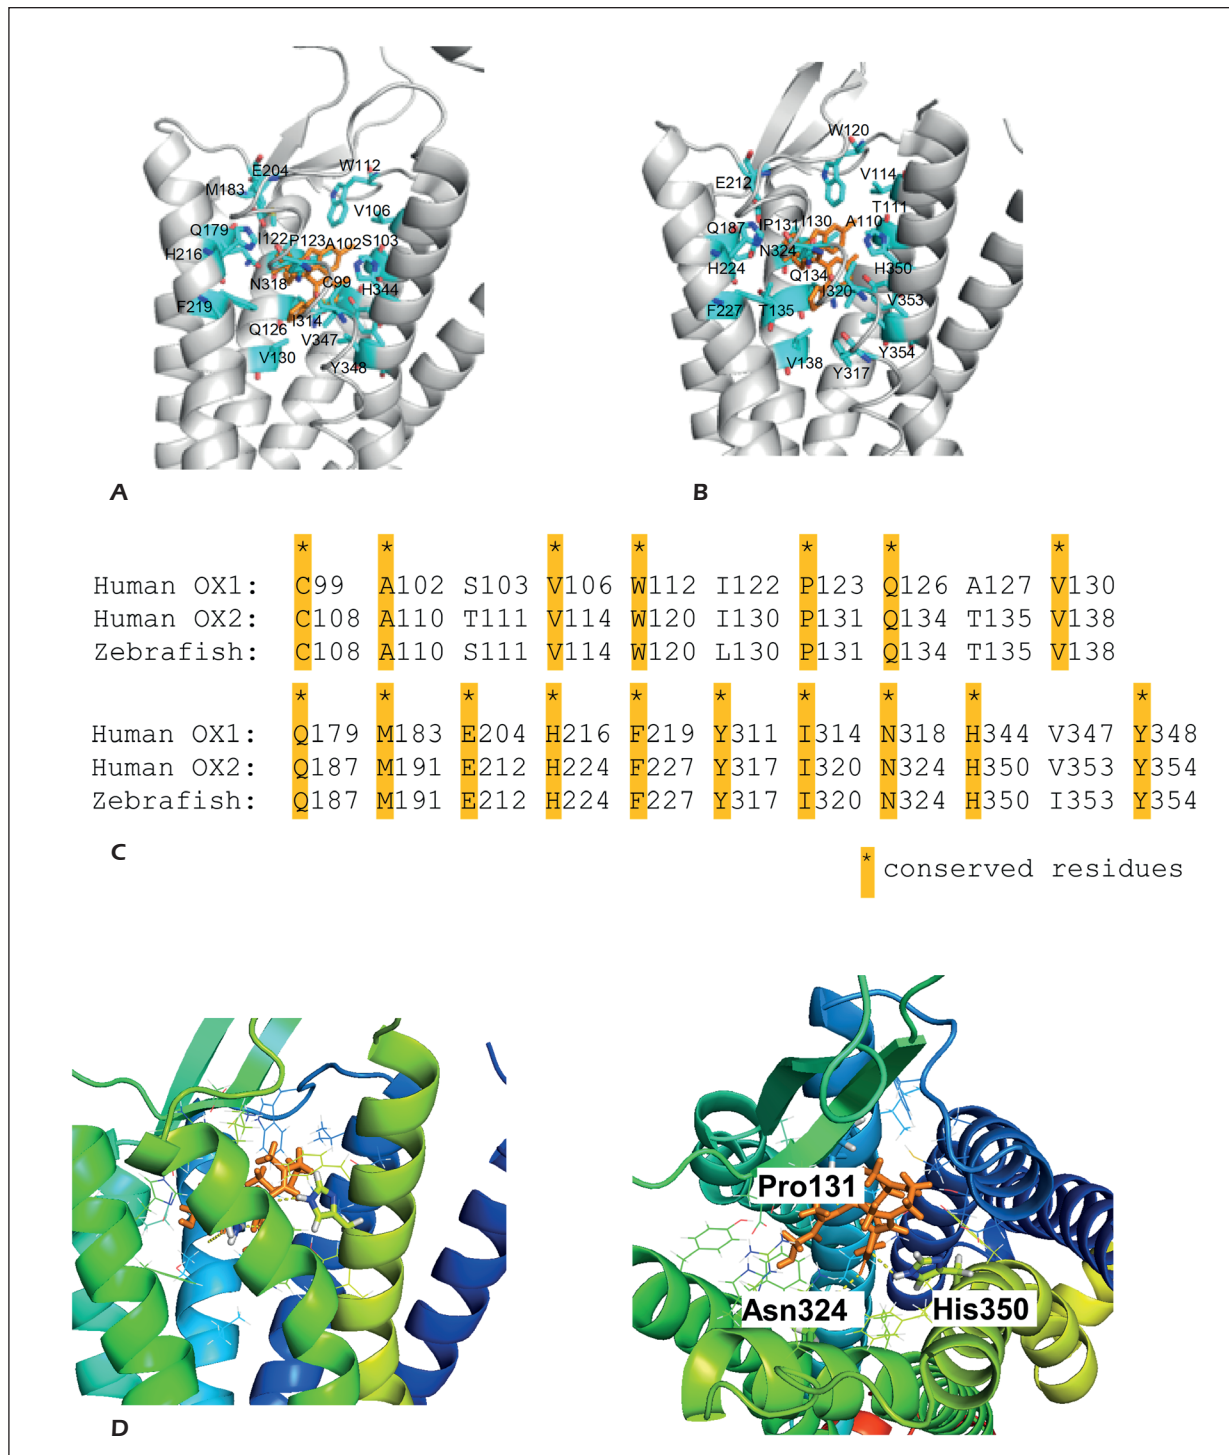 E204
W112
M183
V106
Q179
I122
P123
A102
S103
H216
N318
C99
H344
F219
I314
Q126
V347
V130
Y348
A
W120
E212
V114
T111
Q187
IP131
I130
A110
N324
H224
Q134
H350
I320
F227
T135
V353
Y354
V138
Y317
B
* * * * * * *
Human OX1: C99 A102 S103 V106 W112 I122 P123 Q126 A127 V130
Human OX2: C108 A110 T111 V114 W120 I130 P131 Q134 T135 V138
Zebrafish: C108 A110 S111 V114 W120 L130 P131 Q134 T135 V138
* * * * * * * * * *
Human OX1: Q179 M183 E204 H216 F219 Y311 I314 N318 H344 V347 Y348
Human OX2: Q187 M191 E212 H224 F227 Y317 I320 N324 H350 V353 Y354
Zebrafish: Q187 M191 E212 H224 F227 Y317 I320 N324 H350 I353 Y354
C
* conserved residues
Pro131
Asn324 His350
D